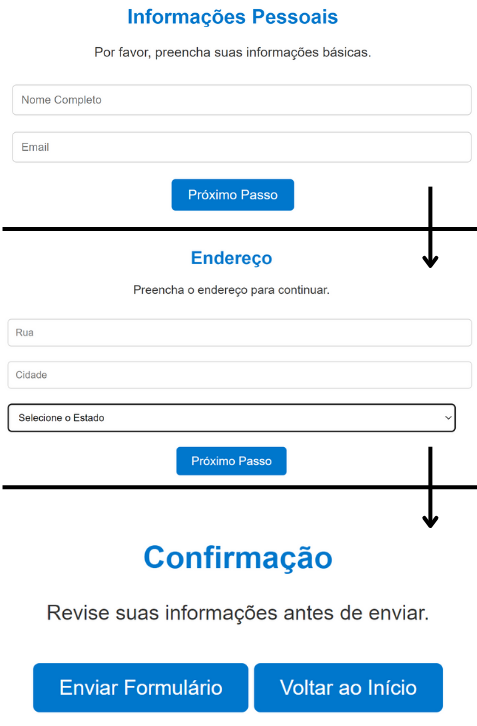 Informações Pessoais
Por favor, preencha suas informações básicas.
Nome Completo
Email
Próximo Passo
Endereço
Preencha o endereço para continuar.
Rua
Cidade
Selecione o Estado
Próximo Passo
Confirmação
Revise suas informações antes de enviar.
Enviar Formulário
Voltar ao Início